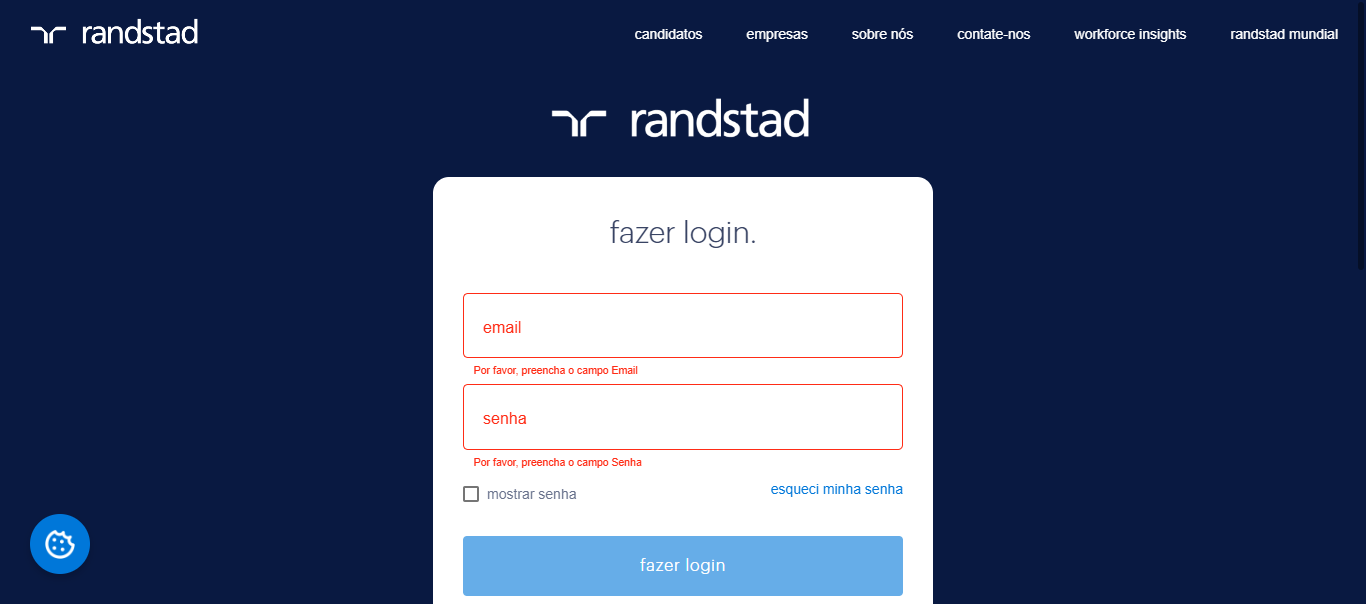 randstad
candidatos empresas sobre nós contate-nos workforce insights randstad mundial
randstad
fazer login.
email
Por favor, preencha o campo Email
senha
Por favor, preencha o campo Senha
mostrar senha esqueci minha senha
fazer login